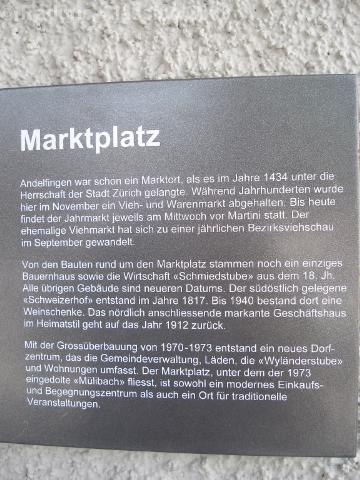 Marktplatz
Andelfingen war schon ein Marktort, als es im Jahre 1434 unter die
Herrschaft der Stadt Zürich gelangte. Während Jahrhunderten wurde
hier im November ein Vieh- und Warenmarkt abgehalten. Bis heute
findet der Jahrmarkt jeweils am Mittwoch vor Martini statt. Der
ehemalige Viehmarkt hat sich zu einer jährlichen Bezirksviehschau
im September gewandelt.
Von den Bauten rund um den Marktplatz stammen noch ein einziges
Bauernhaus sowie die Wirtschaft «Schmiedstube» aus dem 18. Jh.
Alle übrigen Gebäude sind neueren Datums. Der südöstlich gelegene
«Schweizerhof» entstand im Jahre 1817. Bis 1940 bestand dort eine
Weinschenke. Das nördlich anschliessende markante Geschäftshaus
im Heimatstil geht auf das Jahr 1912 zurück.
Mit der Grossüberbauung von 1970-1973 entstand ein neues Dorf-
zentrum, das die Gemeindeverwaltung, Läden, die «Wyländerstube»
und Wohnungen umfasst. Der Marktplatz, unter dem der 1973
eingedolte «Mülibach» fliesst, ist sowohl ein modernes Einkaufs-
und Begegnungszentrum als auch ein Ort für traditionelle
Veranstaltungen.